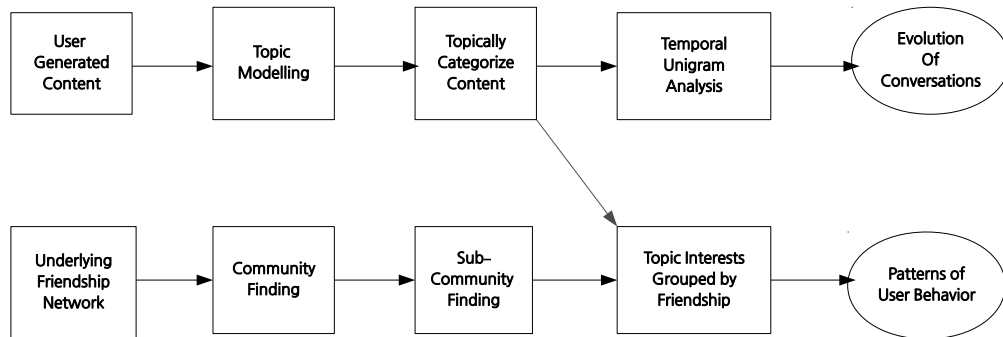 User
Generated
Content
Topic
Modelling
Topically
Categorize
Content
Temporal
Unigram
Analysis
Evolution
Of
Conversations
Underlying
Friendship
Network
Community
Finding
Sub–
Community
Finding
Topic Interests
Grouped by
Friendship
Patterns of
User Behavior